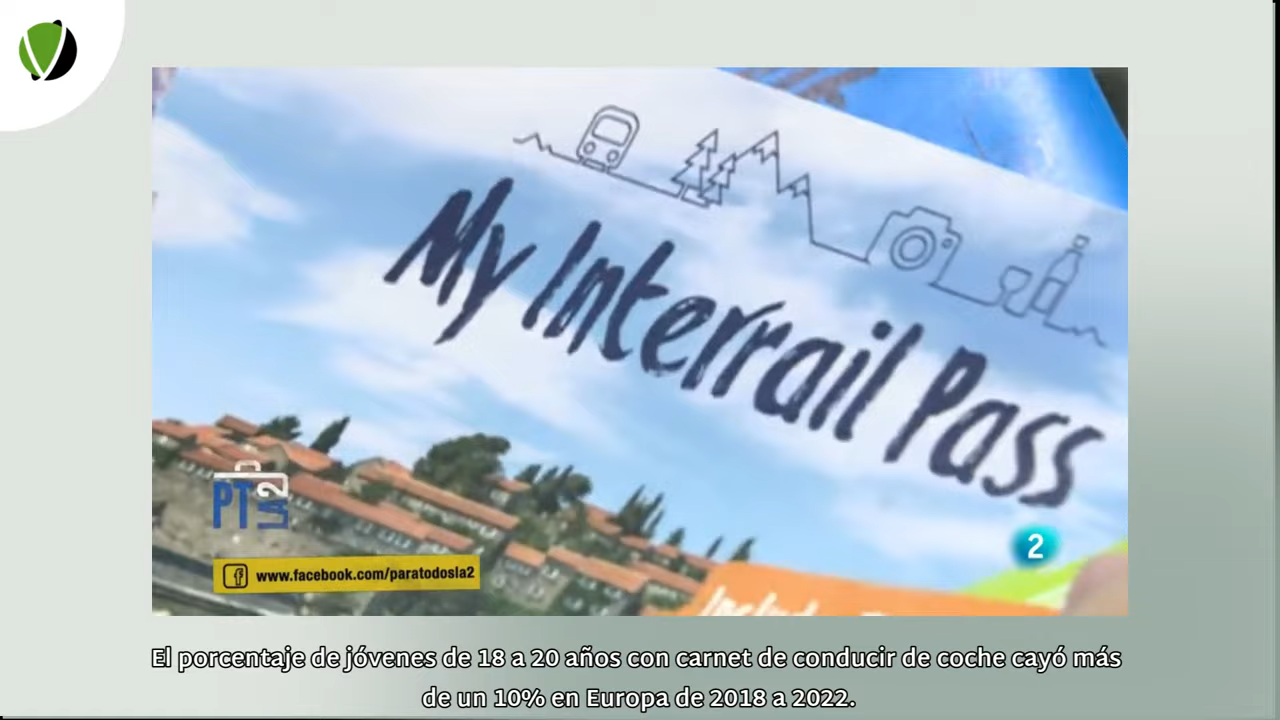 My Interrail Pass
PT
LA2
2
www.facebook.com/paratodosla2
El porcentaje de jóvenes de 18 a 20 años con carnet de conducir de coche cayó más
de un 10% en Europa de 2018 a 2022.